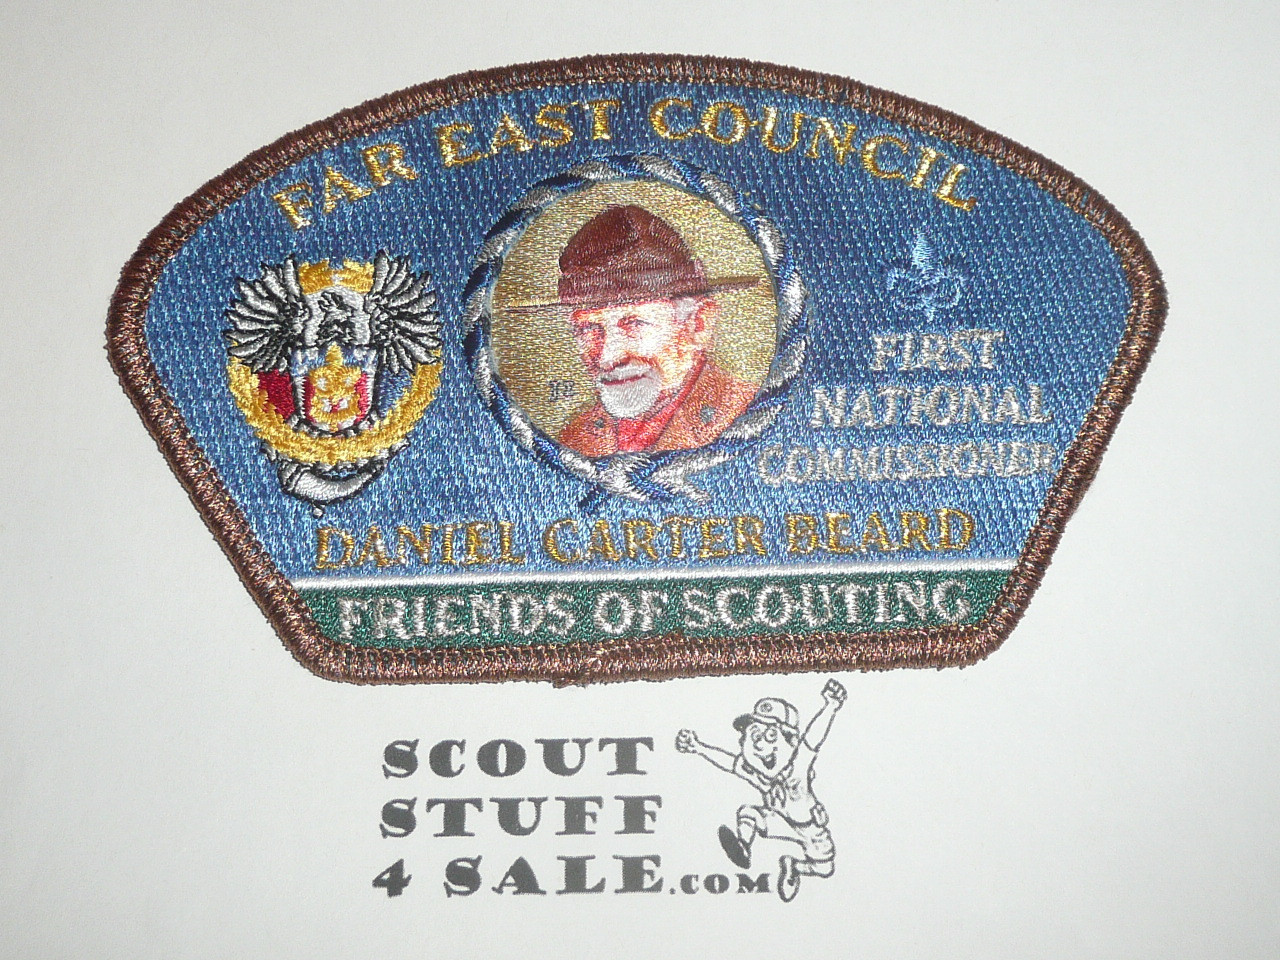 FAR EAST COUNCIL
FIRST
NATIONAL
COMMISSIONER
DANIEL CARTER BEARD
FRIENDS OF SCOUTING
SCOUT
STUFF
4 SALE.COM